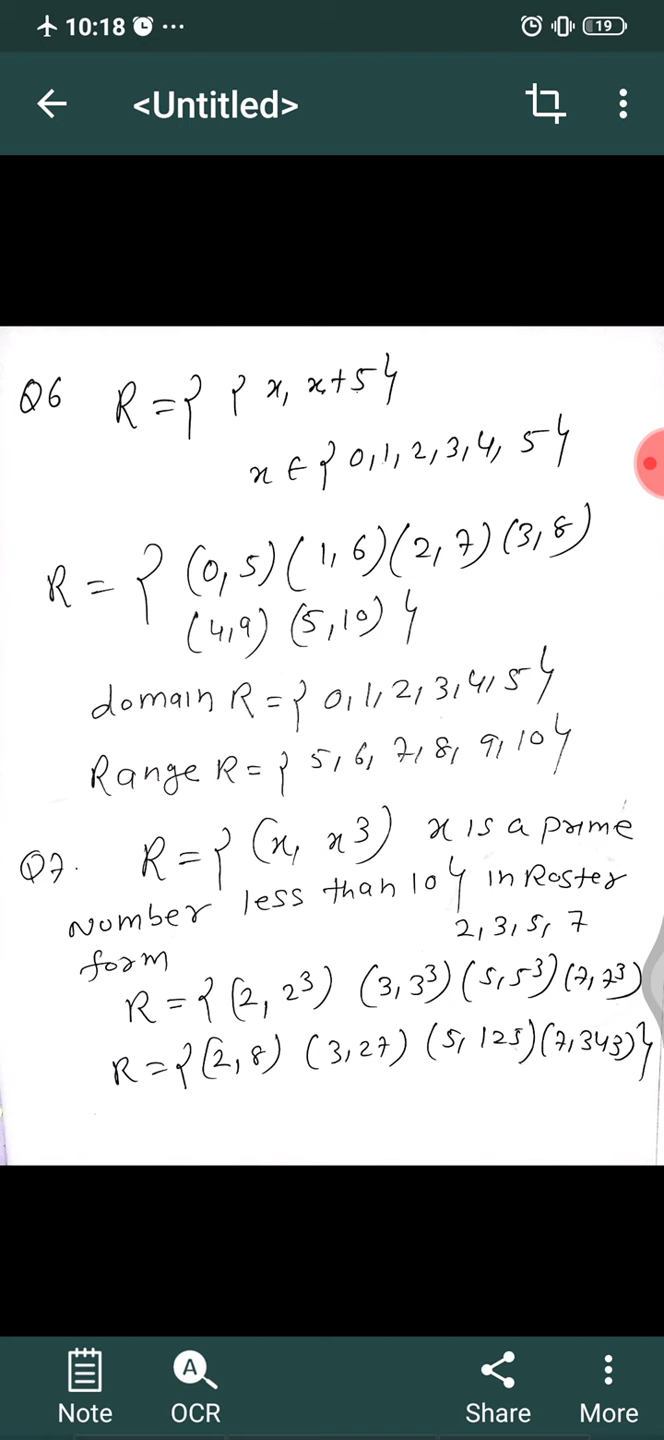 10:18 ...
19
<Untitled>
Q6 R = { { x, x+5}
x ∈ { 0, 1, 2, 3, 4, 5}
R = { (0, 5) (1, 6) (2, 7) (3, 8)
(4, 9) (5, 10) }
domain R = { 0, 1, 2, 3, 4, 5}
Range R = { 5, 6, 7, 8, 9, 10}
Q7. R = { (x, x³) x is a prime
number less than 10} in Roster
form 2, 3, 5, 7
R = { (2, 2³) (3, 3³) (5, 5³) (7, 7³)
R = { (2, 8) (3, 27) (5, 125) (7, 343)}
A
Note OCR Share More